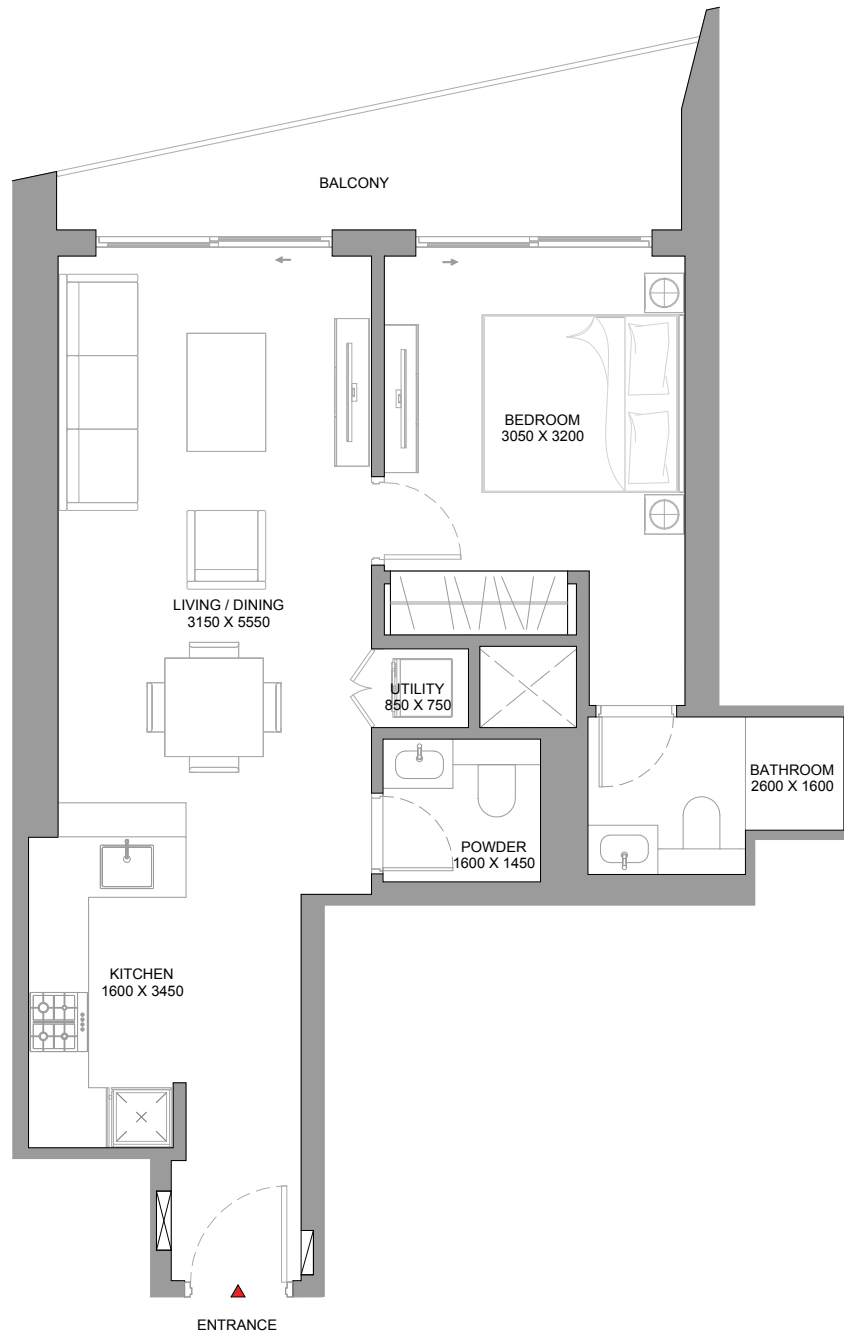 BALCONY
BEDROOM
3050 X 3200
LIVING / DINING
3150 X 5550
UTILITY
850 X 750
BATHROOM
2600 X 1600
POWDER
1600 X 1450
KITCHEN
1600 X 3450
ENTRANCE